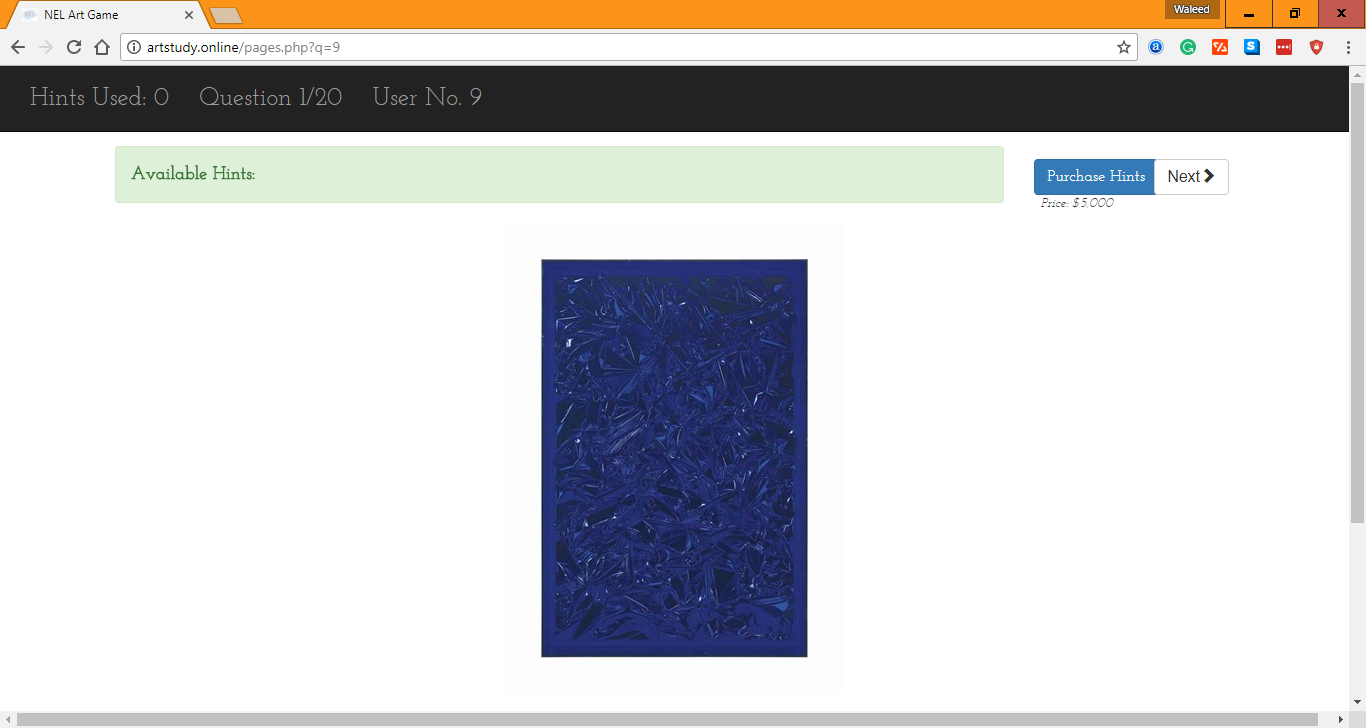 NEL Art Game
Waleed
artstudy.online/pages.php?q=9
Hints Used: 0 Question 1/20 User No. 9
Available Hints:
Purchase Hints Next
Price: $5,000